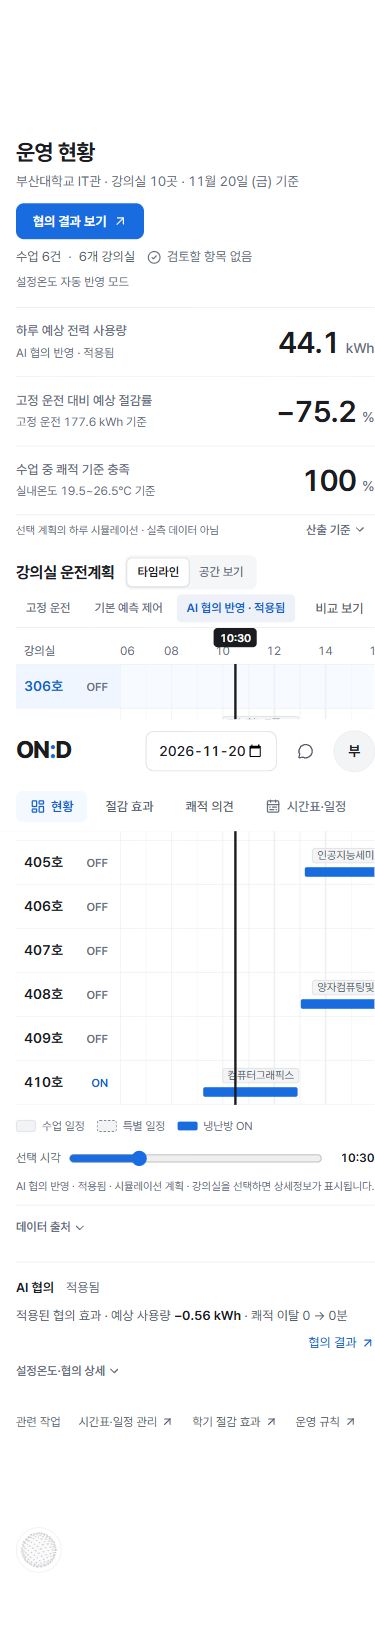 운영 현황
부산대학교 IT관 · 강의실 10곳 · 11월 20일 (금) 기준
협의 결과 보기
수업 6건 · 6개 강의실 검토할 항목 없음
설정온도 자동 반영 모드
하루 예상 전력 사용량
AI 협의 반영 · 적용됨
44.1 kWh
고정 운전 대비 예상 절감률
고정 운전 177.6 kWh 기준
−75.2 %
수업 중 쾌적 기준 충족
실내온도 19.5–26.5°C 기준
100 %
선택 계획의 하루 시뮬레이션 · 실측 데이터 아님 산출 기준
강의실 운전계획 타임라인 공간 보기
고정 운전 기본 예측 제어 AI 협의 반영 · 적용됨 비교 보기
10:30
강의실 06 08 10 12 14
306호 OFF
ON:D 2026-11-20 부
현황 절감 효과 쾌적 의견 시간표·일정
인공지능세미
405호 OFF
406호 OFF
407호 OFF
양자컴퓨팅및
408호 OFF
409호 OFF
컴퓨터그래픽스
410호 ON
수업 일정 특별 일정 냉난방 ON
선택 시각 10:30
AI 협의 반영 · 적용됨 · 시뮬레이션 계획 · 강의실을 선택하면 상세정보가 표시됩니다.
데이터 출처
AI 협의 적용됨
적용된 협의 효과 · 예상 사용량 −0.56 kWh · 쾌적 이탈 0 → 0분
협의 결과
설정온도·협의 상세
관련 작업 시간표·일정 관리 학기 절감 효과 운영 규칙